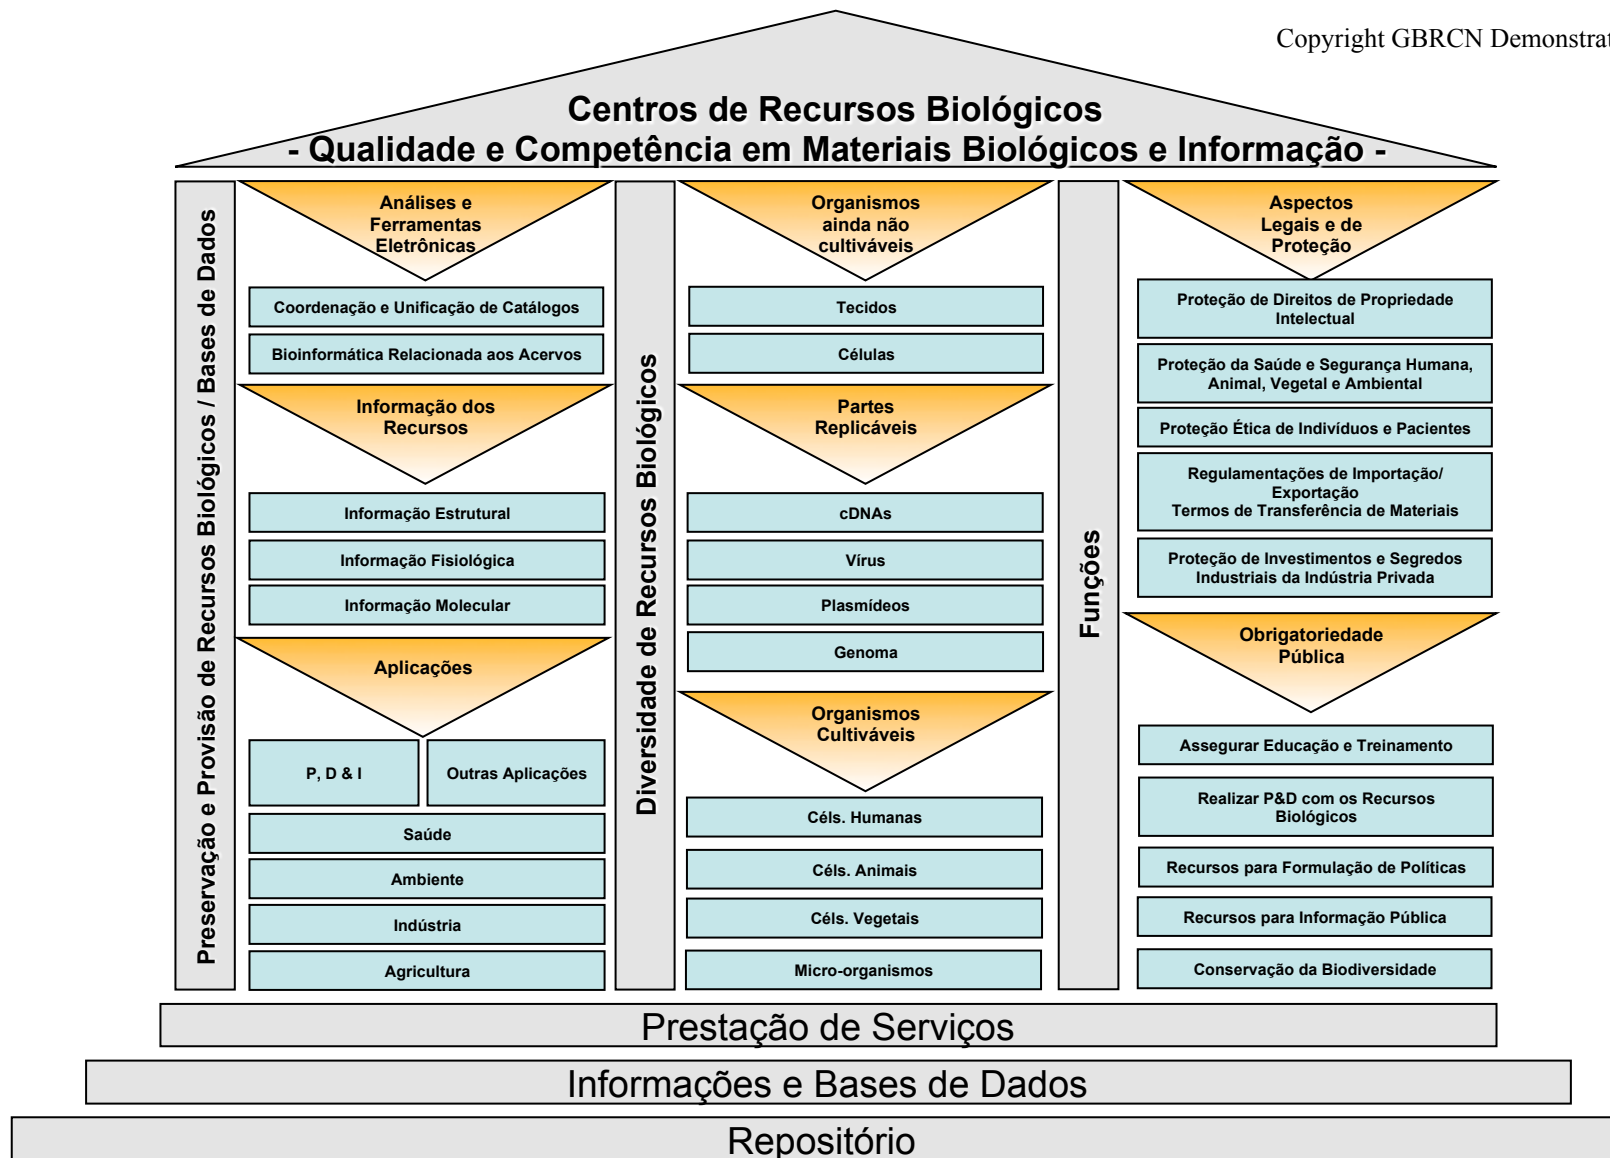 Copyright GBRCN Demonstrat
Centros de Recursos Biológicos
- Qualidade e Competência em Materiais Biológicos e Informação -
Preservação e Provisão de Recursos Biológicos / Bases de Dados
Análises e
Ferramentas
Eletrônicas
Coordenação e Unificação de Catálogos
Bioinformática Relacionada aos Acervos
Informação dos
Recursos
Informação Estrutural
Informação Fisiológica
Informação Molecular
Aplicações
P, D & I
Outras Aplicações
Saúde
Ambiente
Indústria
Agricultura
Diversidade de Recursos Biológicos
Organismos
ainda não
cultiváveis
Tecidos
Células
Partes
Replicáveis
cDNAs
Vírus
Plasmídeos
Genoma
Organismos
Cultiváveis
Céls. Humanas
Céls. Animais
Céls. Vegetais
Micro-organismos
Funções
Aspectos
Legais e de
Proteção
Proteção de Direitos de Propriedade
Intelectual
Proteção da Saúde e Segurança Humana,
Animal, Vegetal e Ambiental
Proteção Ética de Indivíduos e Pacientes
Regulamentações de Importação/
Exportação
Termos de Transferência de Materiais
Proteção de Investimentos e Segredos
Industriais da Indústria Privada
Obrigatoriedade
Pública
Assegurar Educação e Treinamento
Realizar P&D com os Recursos
Biológicos
Recursos para Formulação de Políticas
Recursos para Informação Pública
Conservação da Biodiversidade
Prestação de Serviços
Informações e Bases de Dados
Repositório